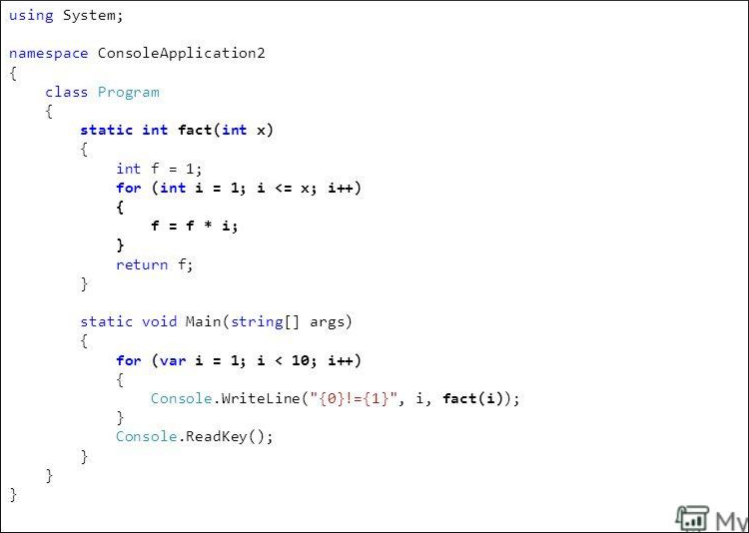 using System;
namespace ConsoleApplication2
{
class Program
{
static int fact(int x)
{
int f = 1;
for (int i = 1; i <= x; i++)
{
f = f * i;
}
return f;
}
static void Main(string[] args)
{
for (var i = 1; i < 10; i++)
{
Console.WriteLine("{0}!={1}", i, fact(i));
}
Console.ReadKey();
}
}
}
My